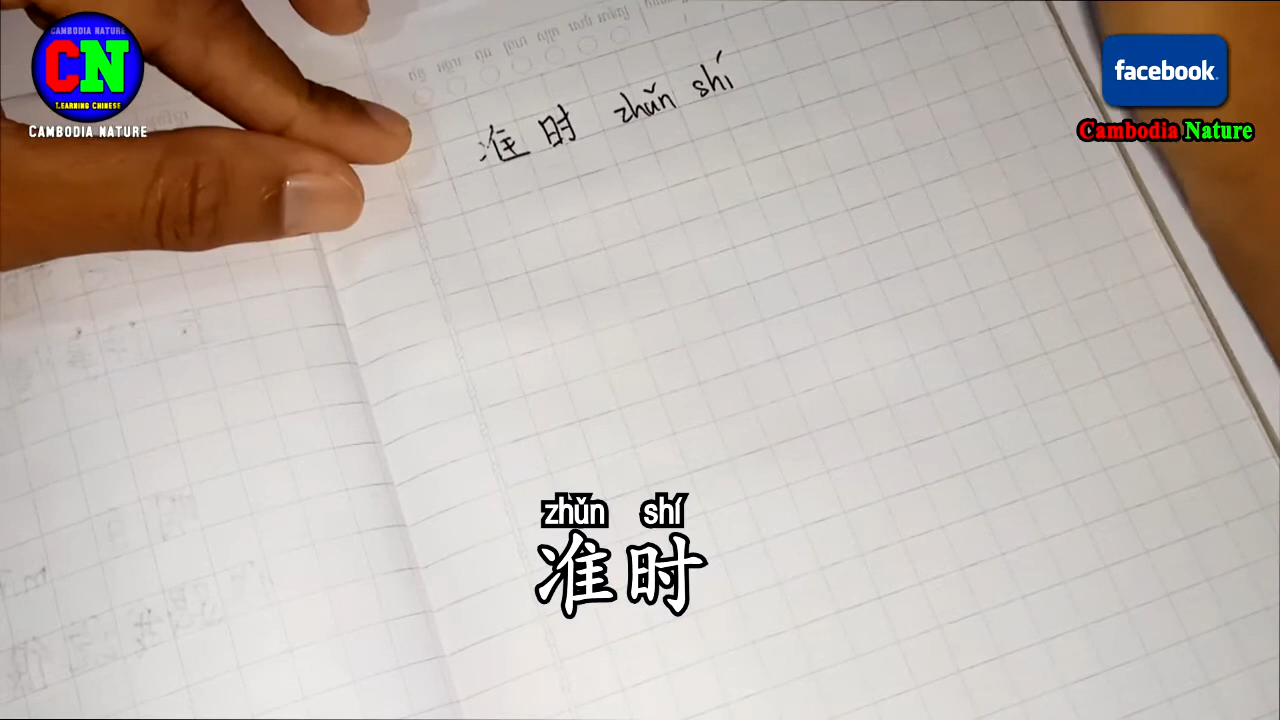 CAMBODIA NATURE
CN
LEARNING CHINESE
CAMBODIA NATURE
facebook
Cambodia Nature
准时 zhǔn shí
zhǔn shí
准时